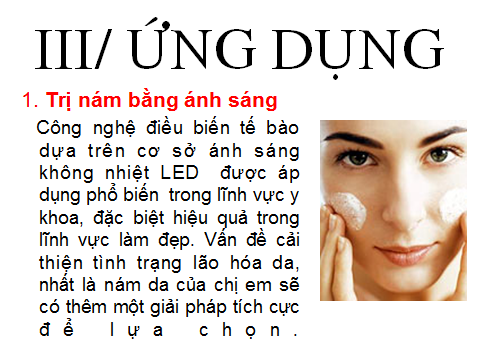 III/ ỨNG DỤNG
1. Trị nám bằng ánh sáng
Công nghệ điều biến tế bào
dựa trên cơ sở ánh sáng
không nhiệt LED được áp
dụng phổ biến trong lĩnh vực y
khoa, đặc biệt hiệu quả trong
lĩnh vực làm đẹp. Vấn đề cải
thiện tình trạng lão hóa da,
nhất là nám da của chị em sẽ
có thêm một giải pháp tích cực
để lựa chọn.